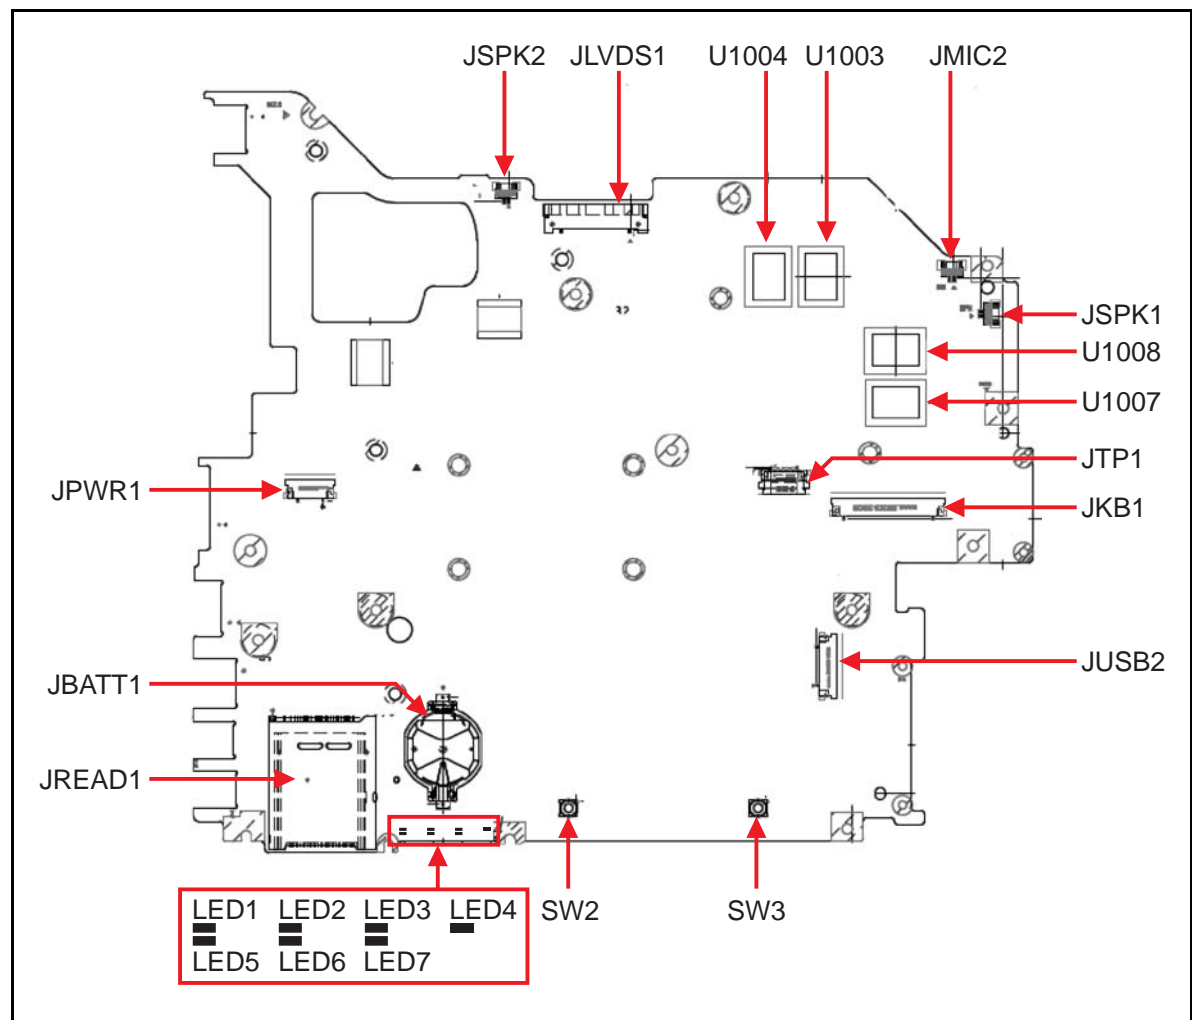 JSPK2 JLVDS1 U1004 U1003 JMIC2
JSPK1
U1008
U1007
JTP1
JPWR1
JKB1
JUSB2
JBATT1
JREAD1
LED1 LED2 LED3 LED4
LED5 LED6 LED7
SW2
SW3